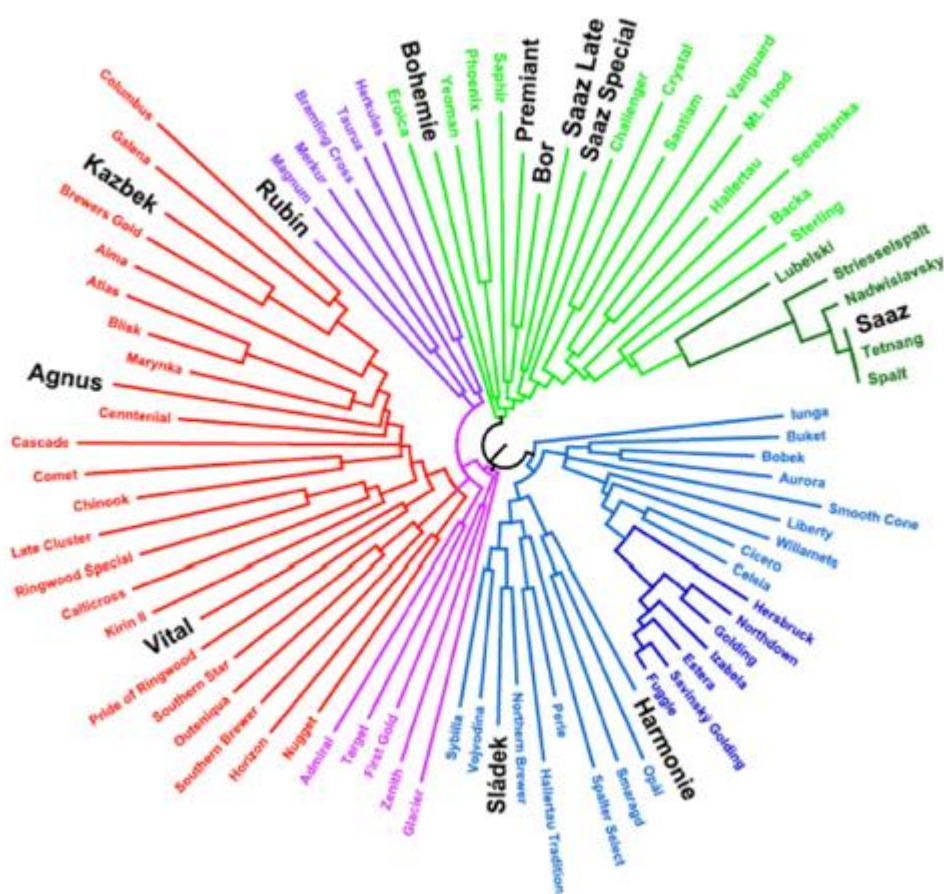 Columbus
Galena
Kazbek
Brewers Gold
Alma
Atlas
Blisk
Marynka
Agnus
Cenntenial
Cascade
Comet
Chinook
Late Cluster
Ringwood Special
Calticross
Kirin II
Vital
Pride of Ringwood
Southern Star
Outeniqua
Southern Brewer
Horizon
Nugget
Admiral
Target
First Gold
Zenith
Glacier
Sybilla
Vojvodina
Sládek
Northern Brewer
Hallertau Tradition
Perle
Spalter Select
Smaragd
Opál
Harmonie
Fuggle
Savinský Golding
Estera
Izabela
Golding
Northdown
Hersbruck
Celeia
Cicero
Willamets
Liberty
Smooth Cone
Aurora
Bobek
Buket
Iunga
Spalt
Tetnang
Saaz
Nadwislavsky
Striesselspalt
Lubelski
Sterling
Backa
Serebjanka
Hallertau
Mt. Hood
Vanguard
Santiam
Crystal
Challenger
Saaz Special
Saaz Late
Bor
Premiant
Saphir
Phoenix
Yeoman
Bohemie
Eroica
Herkules
Taurus
Bramling Cross
Merkur
Magnum
Rubín